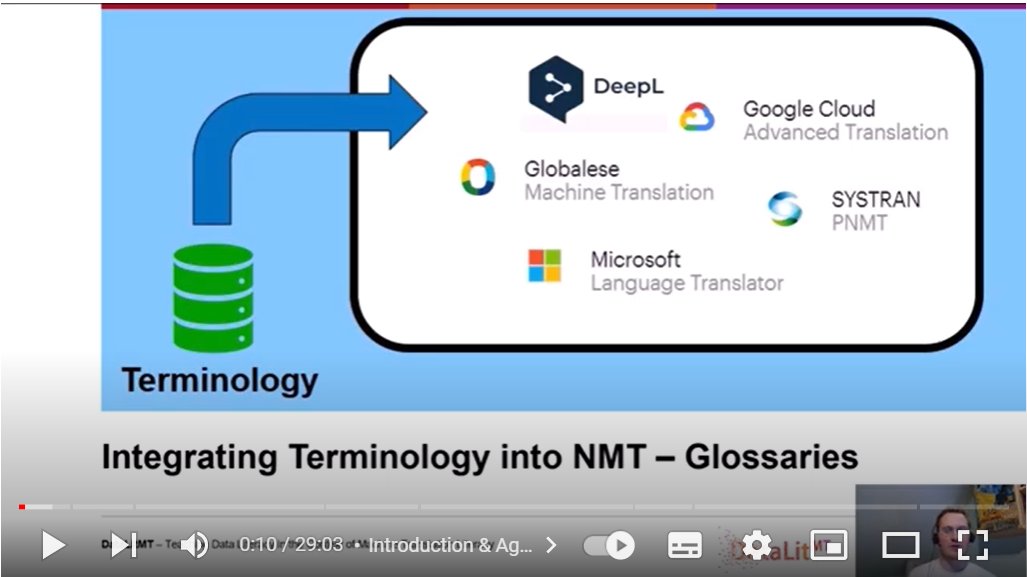 DeepL
Google Cloud
Advanced Translation
Globalese
Machine Translation
SYSTRAN
PNMT
Microsoft
Language Translator
Terminology
Integrating Terminology into NMT – Glossaries
0:10 / 29:03 • Introduction & Ag...